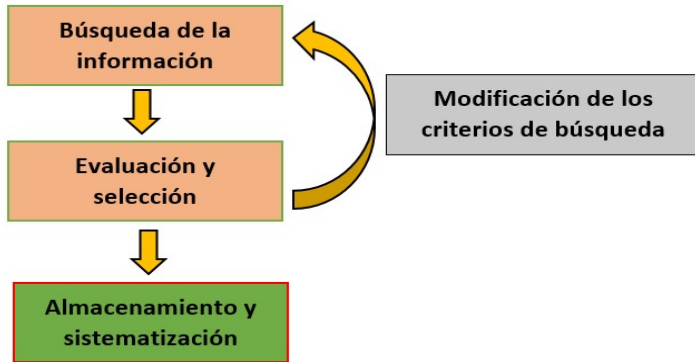 Búsqueda de la
información
Modificación de los
criterios de búsqueda
Evaluación y
selección
Almacenamiento y
sistematización